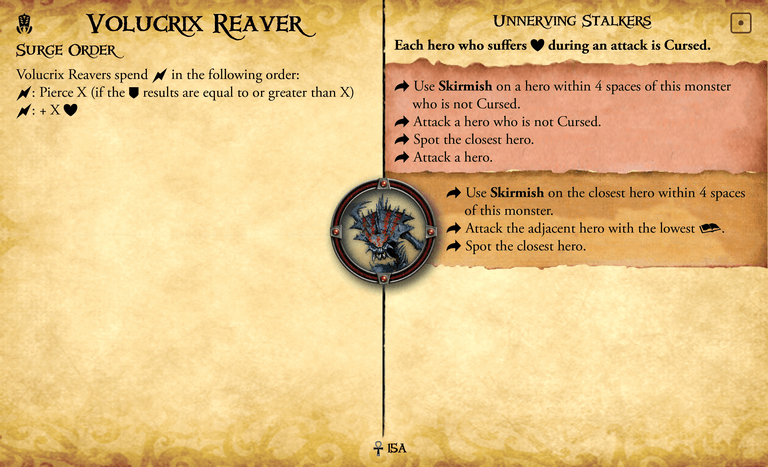 Volucrix Reaver
Surge Order
Volucrix Reavers spend in the following order:
: Pierce X (if the results are equal to or greater than X)
: + X
Unnerving Stalkers
Each hero who suffers during an attack is Cursed.
Use Skirmish on a hero within 4 spaces of this monster
who is not Cursed.
Attack a hero who is not Cursed.
Spot the closest hero.
Attack a hero.
Use Skirmish on the closest hero within 4 spaces
of this monster.
Attack the adjacent hero with the lowest .
Spot the closest hero.
15A